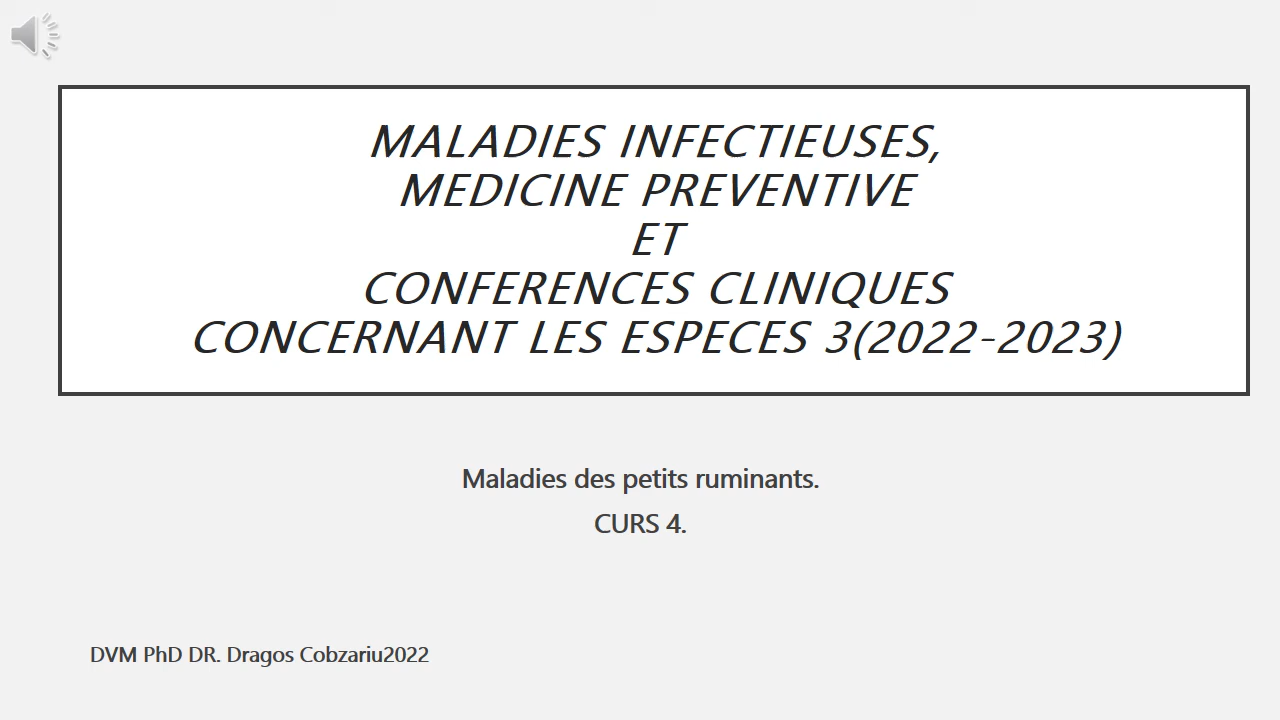 MALADIES INFECTIEUSES,
MEDICINE PREVENTIVE
ET
CONFERENCES CLINIQUES
CONCERNANT LES ESPECES 3(2022-2023)
Maladies des petits ruminants.
CURS 4.
DVM PhD DR. Dragos Cobzariu2022